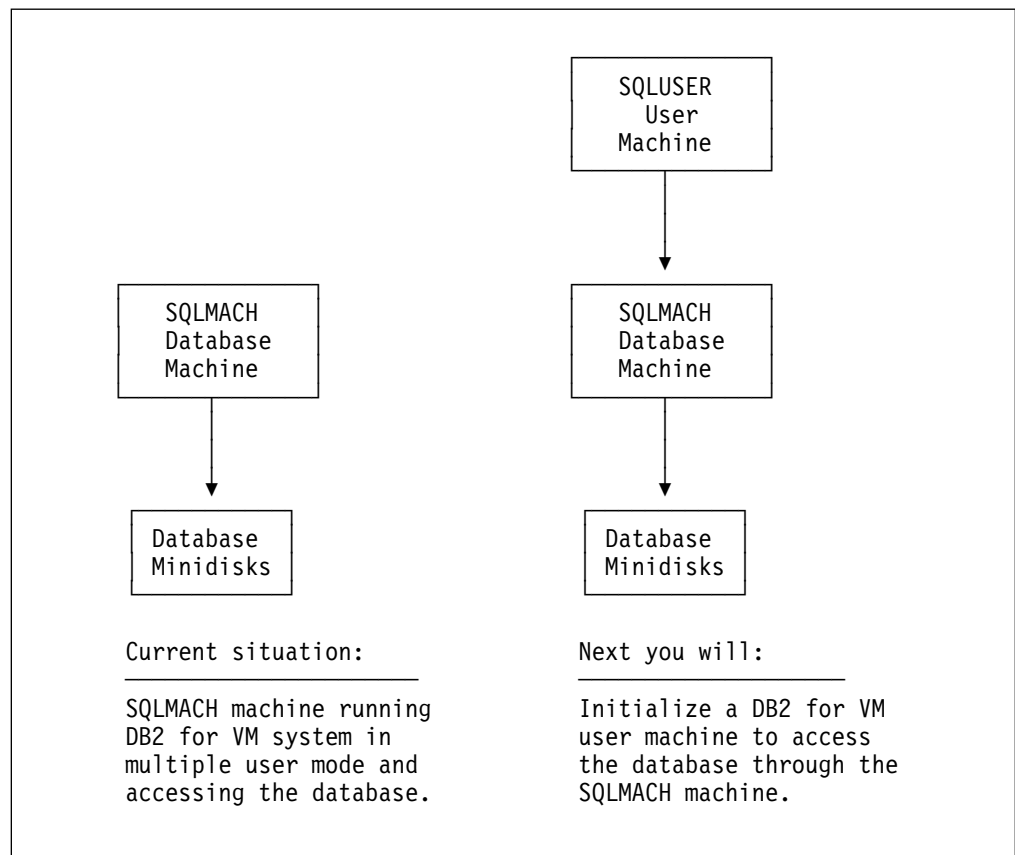 SQLUSER
User
Machine
SQLMACH
Database
Machine
SQLMACH
Database
Machine
Database
Minidisks
Database
Minidisks
Current situation:
SQLMACH machine running
DB2 for VM system in
multiple user mode and
accessing the database.
Next you will:
Initialize a DB2 for VM
user machine to access
the database through the
SQLMACH machine.